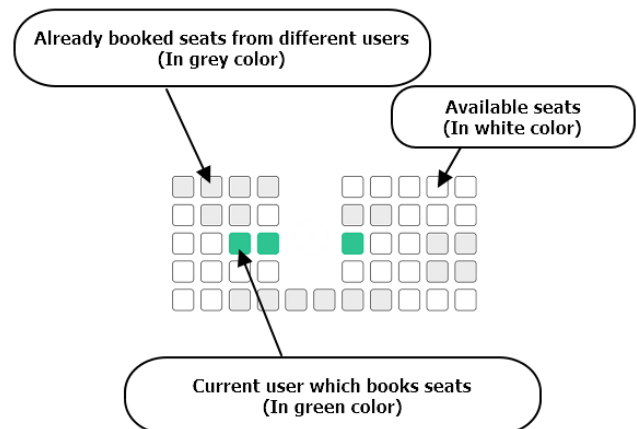 Already booked seats from different users
(In grey color)
Available seats
(In white color)
Current user which books seats
(In green color)